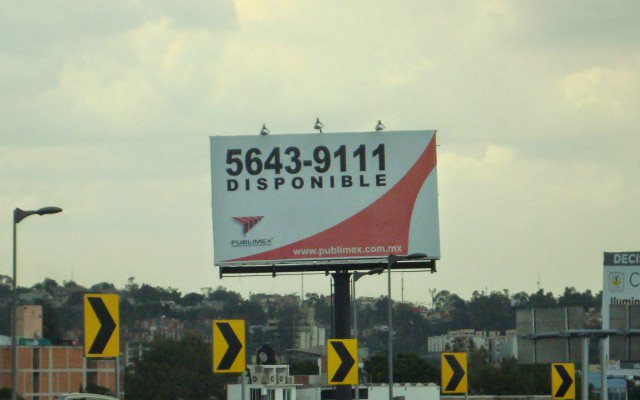 5643-9111
DISPONIBLE
PUBLIMEX
www.publimex.com.mx
DECI
C